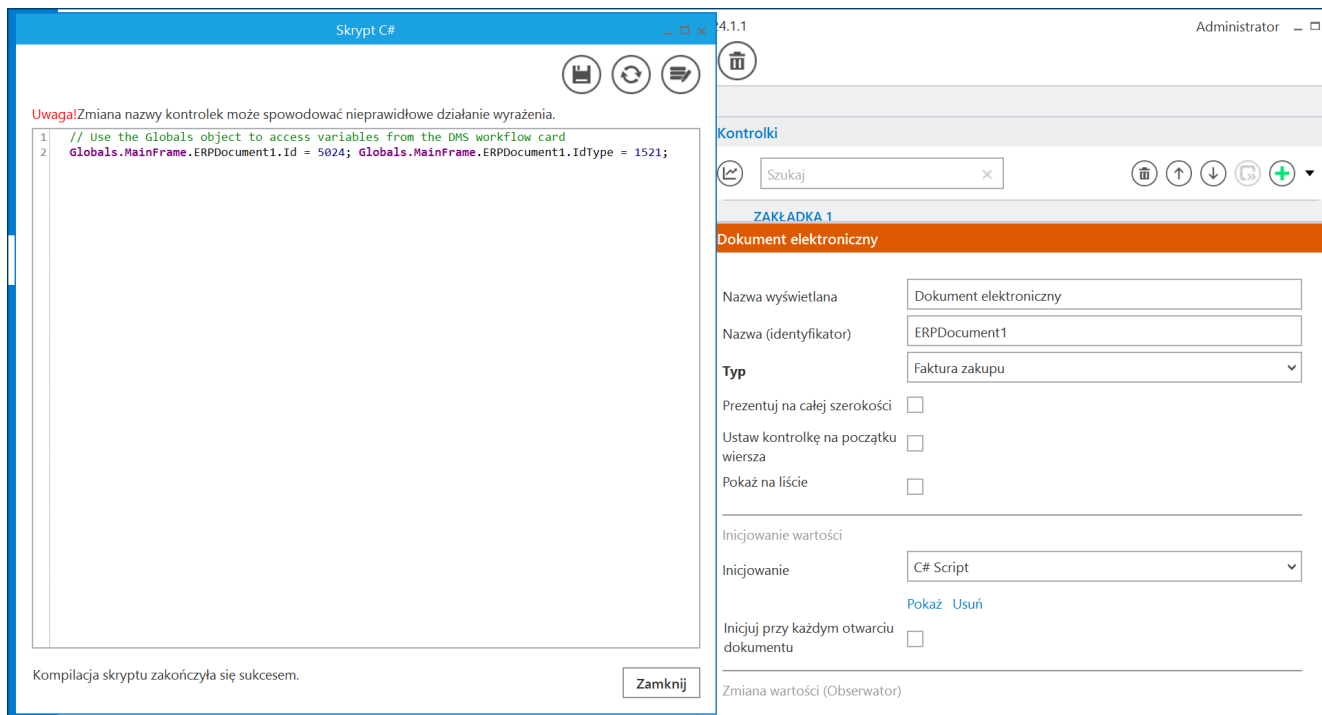 Skrypt C#
Uwaga!Zmiana nazwy kontrolek może spowodować nieprawidłowe działanie wyrażenia.
1 // Use the Globals object to access variables from the DMS workflow card
2 Globals.MainFrame.ERPDocument1.Id = 5024; Globals.MainFrame.ERPDocument1.IdType = 1521;
Kompilacja skryptu zakończyła się sukcesem.
Zamknij
24.1.1
Administrator
Kontrolki
Szukaj
ZAKŁADKA 1
Dokument elektroniczny
Nazwa wyświetlana
Dokument elektroniczny
Nazwa (identyfikator)
ERPDocument1
Typ
Faktura zakupu
Prezentuj na całej szerokości
Ustaw kontrolkę na początku
wiersza
Pokaż na liście
Inicjowanie wartości
Inicjowanie
C# Script
Pokaż Usuń
Inicjuj przy każdym otwarciu
dokumentu
Zmiana wartości (Obserwator)